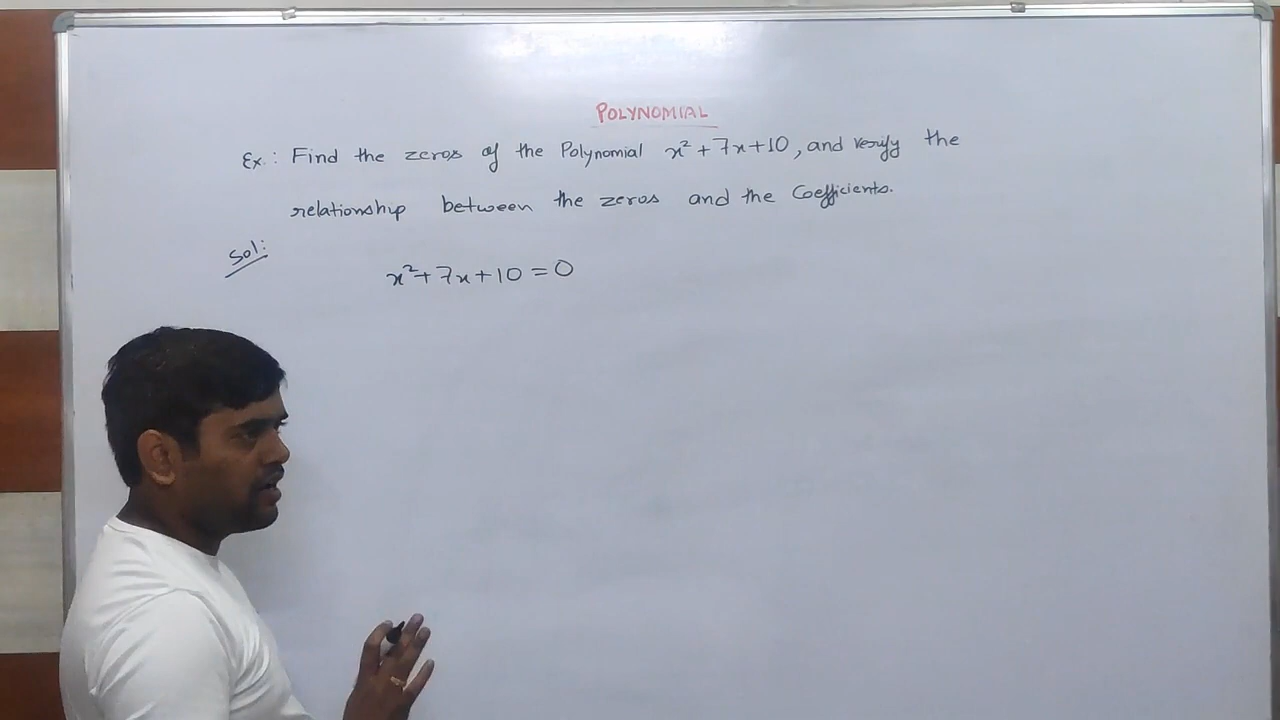 POLYNOMIAL
Ex.: Find the zeros of the Polynomial x²+7x+10, and verify the
relationship between the zeros and the Coefficients.
Sol:
x²+7x+10=0